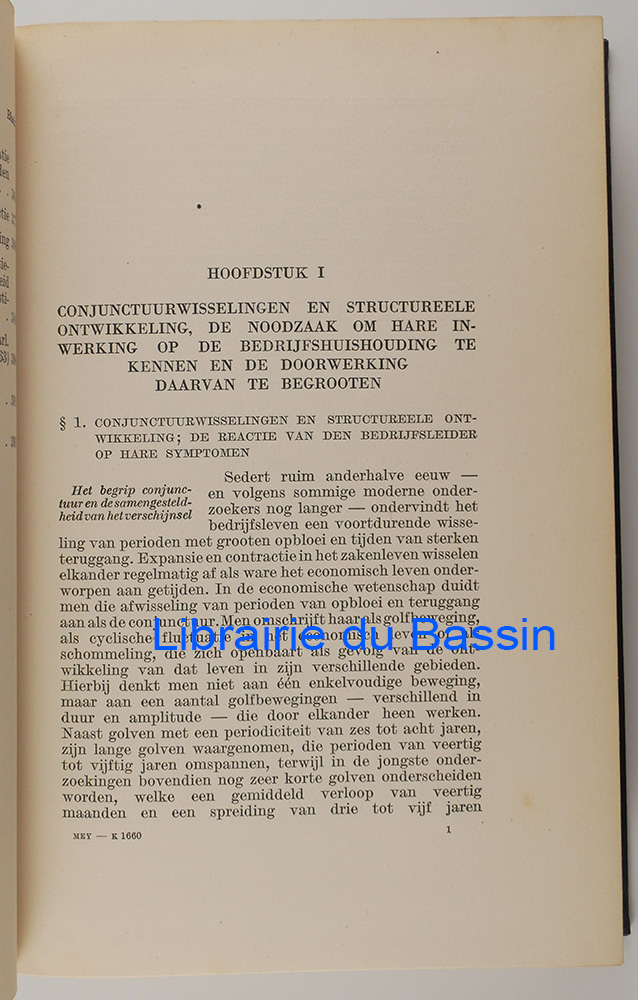 HOOFDSTUK I
CONJUNCTUURWISSELINGEN EN STRUCTUREELE
ONTWIKKELING, DE NOODZAAK OM HARE IN-
WERKING OP DE BEDRIJFSHUISHOUDING TE
KENNEN EN DE DOORWERKING
DAARVAN TE BEGROOTEN
§ 1. CONJUNCTUURWISSELINGEN EN STRUCTUREELE ONT-
WIKKELING; DE REACTIE VAN DEN BEDRIJFSLEIDER
OP HARE SYMPTOMEN
Het begrip conjunc-
tuur en de samengesteld-
heid van het verschijnsel
Sedert ruim anderhalve eeuw —
en volgens sommige moderne onder-
zoekers nog langer — ondervindt het
bedrijfsleven een voortdurende wisse-
ling van perioden met grooten opbloei en tijden van sterken
teruggang. Expansie en contractie in het zakenleven wisselen
elkander regelmatig af als ware het economisch leven onder-
worpen aan getijden. In de economische wetenschap duidt
men die afwisseling van perioden van opbloei en teruggang
aan als de conjunctuur. Men omschrijft haar als golfbeweging,
als cyclische fluctuatie in het economisch leven of als
schommeling, die zich openbaart als gevolg van de ont-
wikkeling van dat leven in zijn verschillende gebieden.
Hierbij denkt men niet aan één enkelvoudige beweging,
maar aan een aantal golfbewegingen — verschillend in
duur en amplitude — die door elkander heen werken.
Naast golven met een periodiciteit van zes tot acht jaren,
zijn lange golven waargenomen, die perioden van veertig
tot vijftig jaren omspannen, terwijl in de jongste onder-
zoekingen bovendien nog zeer korte golven onderscheiden
worden, welke een gemiddeld verloop van veertig
maanden en een spreiding van drie tot vijf jaren
MEY — K 1660
1
Librairie du Bassin